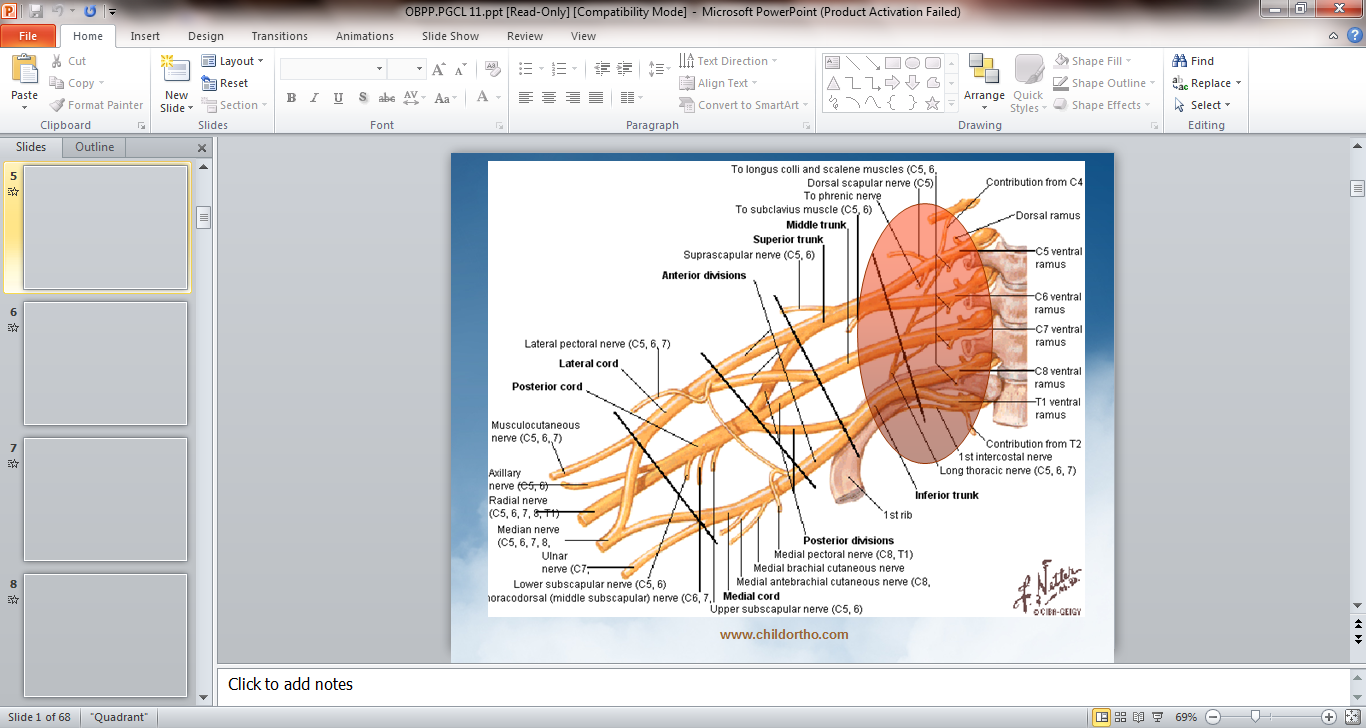 OBPP.PGCL 11.ppt [Read-Only] [Compatibility Mode] - Microsoft PowerPoint (Product Activation Failed)
File Home Insert Design Transitions Animations Slide Show Review View
Paste
Cut
Copy
Format Painter
Clipboard
New
Slide
Layout
Reset
Section
Slides
B I U S abc AV Aa A
Font
Text Direction
Align Text
Convert to SmartArt
Paragraph
Arrange
Quick
Styles
Shape Fill
Shape Outline
Shape Effects
Drawing
Find
Replace
Select
Editing
Slides Outline
5
6
7
8
To longus colli and scalene muscles (C5, 6,
Dorsal scapular nerve (C5)
To phrenic nerve
To subclavius muscle (C5, 6)
Middle trunk
Superior trunk
Suprascapular nerve (C5, 6)
Anterior divisions
Contribution from C4
Dorsal ramus
C5 ventral
ramus
C6 ventral
ramus
C7 ventral
ramus
C8 ventral
ramus
T1 ventral
ramus
Contribution from T2
1st intercostal nerve
Long thoracic nerve (C5, 6, 7)
Inferior trunk
1st rib
Lateral pectoral nerve (C5, 6, 7)
Lateral cord
Posterior cord
Musculocutaneous
nerve (C5, 6, 7)
Axillary
nerve (C5, 6)
Radial nerve
(C5, 6, 7, 8, T1)
Median nerve
(C5, 6, 7, 8,
Ulnar
nerve (C7,
Lower subscapular nerve (C5, 6)
horacodorsal (middle subscapular) nerve (C6, 7,
Posterior divisions
Medial pectoral nerve (C8, T1)
Medial brachial cutaneous nerve
Medial antebrachial cutaneous nerve (C8,
Medial cord
Upper subscapular nerve (C5, 6)
F. Netter
M.D.
© CIBA-GEIGY
www.childortho.com
Click to add notes
Slide 1 of 68 "Quadrant" 69%